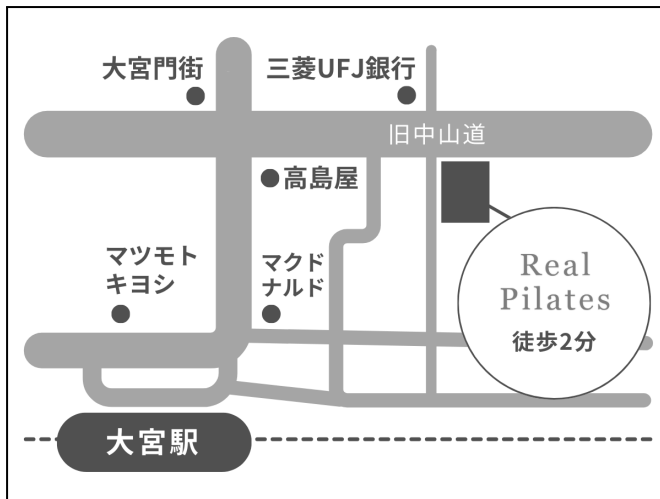 大宮門街
三菱UFJ銀行
旧中山道
高島屋
マツモト
キヨシ
マクド
ナルド
Real
Pilates
徒歩2分
大宮駅